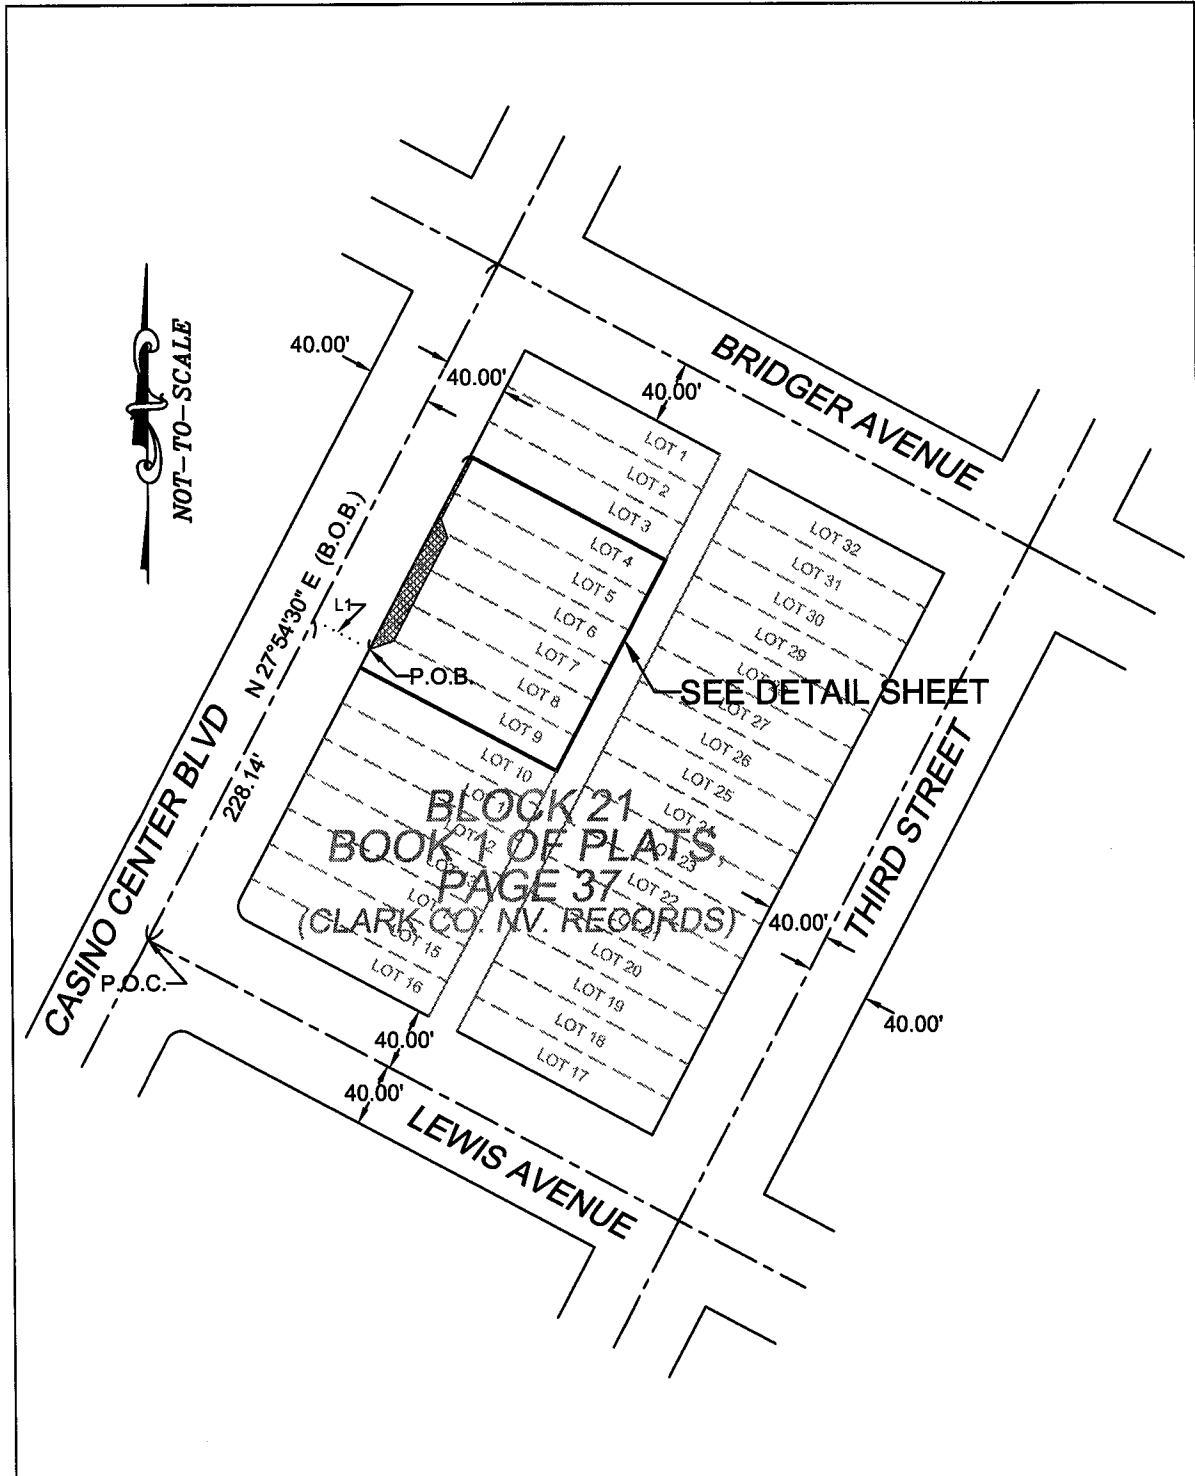 NOT-TO-SCALE
40.00'
40.00'
40.00'
BRIDGER AVENUE
LOT 1
LOT 2
LOT 3
LOT 4
LOT 5
LOT 6
LOT 7
LOT 8
LOT 9
LOT 10
LOT 15
LOT 16
LOT 32
LOT 31
LOT 30
LOT 29
LOT 27
LOT 26
LOT 25
LOT 23
LOT 22
LOT 20
LOT 19
LOT 18
LOT 17
N 27°54'30" E (B.O.B.)
L1
P.O.B.
SEE DETAIL SHEET
CASINO CENTER BLVD
228.14'
BLOCK 21
BOOK 1 OF PLATS,
PAGE 37
(CLARK CO. NV. RECORDS)
THIRD STREET
40.00'
40.00'
P.O.C.
40.00'
40.00'
LEWIS AVENUE